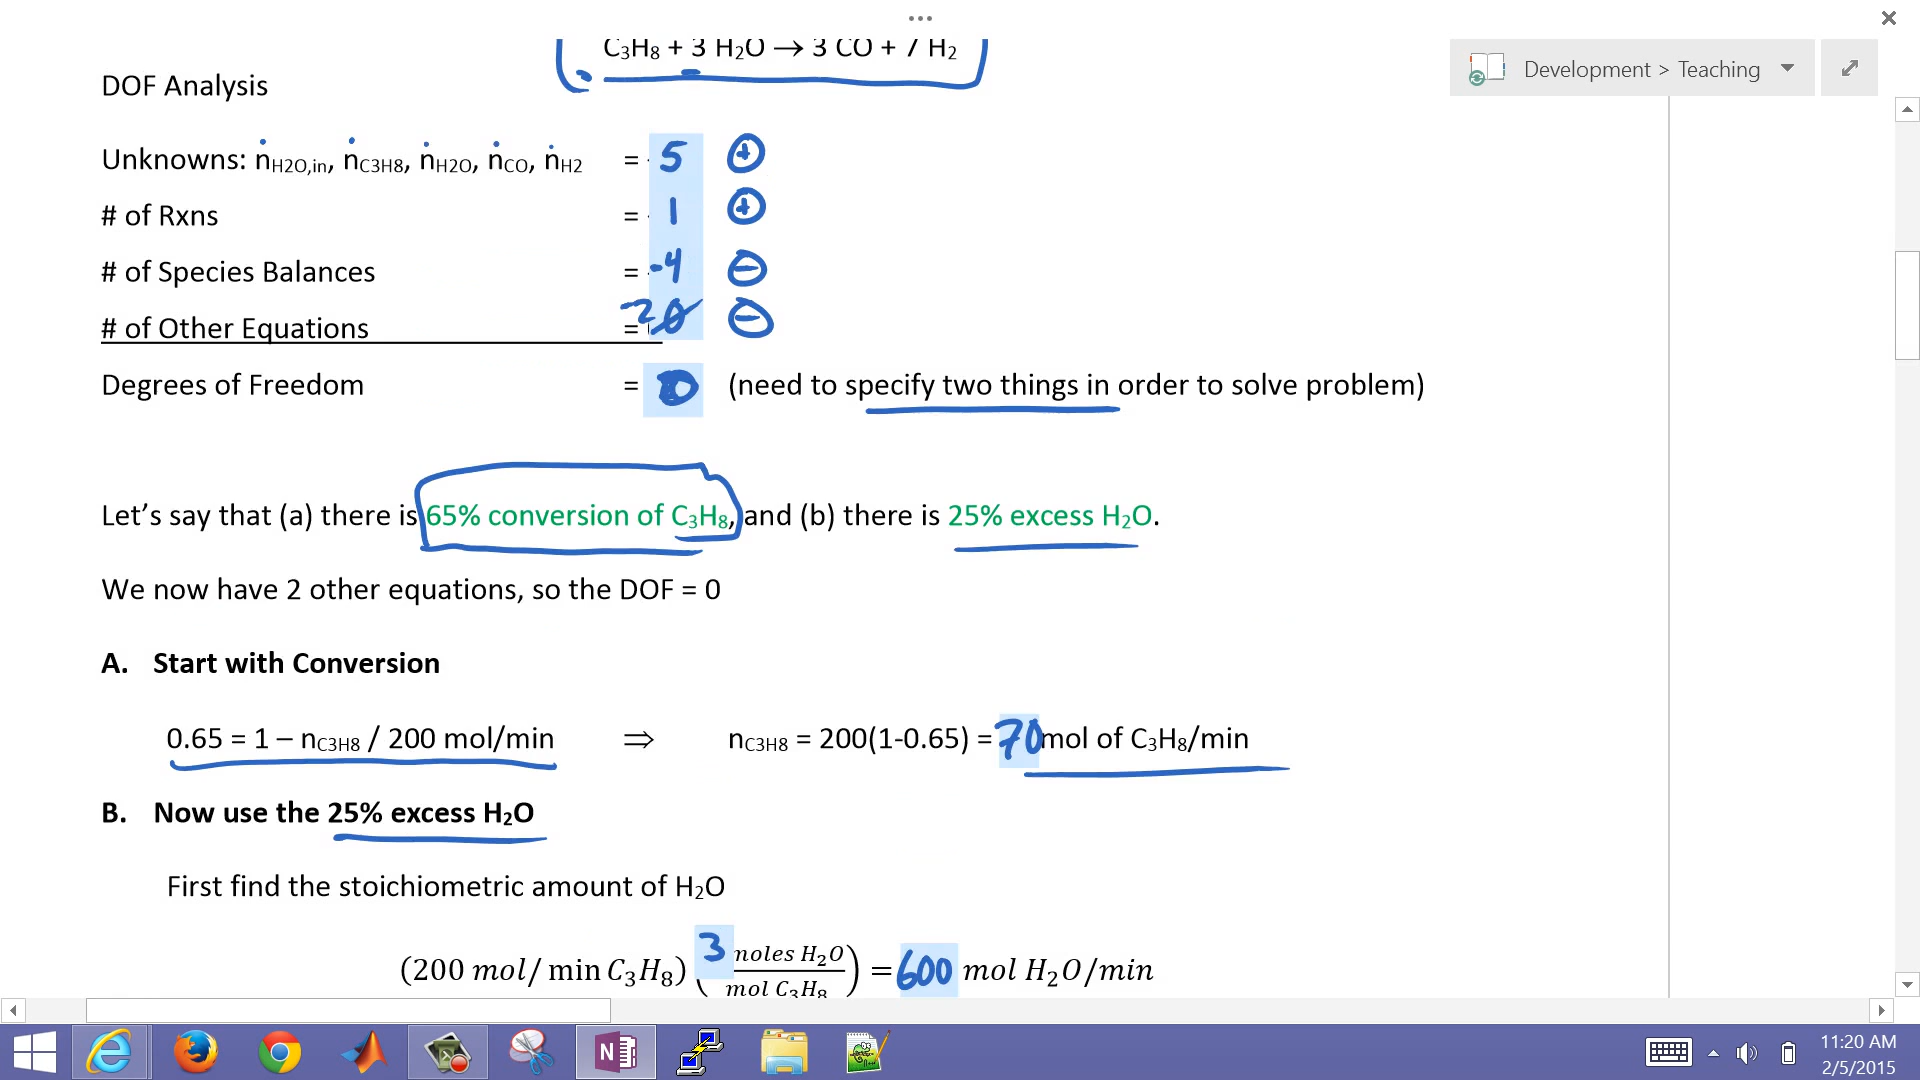 C₃H₈ + 3 H₂O → 3 CO + 7 H₂
Development > Teaching
DOF Analysis
Unknowns: ṅH2O,in, ṅC3H8, ṅH2O, ṅCO, ṅH2 = 5 +
# of Rxns = 1 +
# of Species Balances = -4 −
# of Other Equations = -2 0 −
Degrees of Freedom = 0 (need to specify two things in order to solve problem)
Let’s say that (a) there is 65% conversion of C₃H₈, and (b) there is 25% excess H₂O.
We now have 2 other equations, so the DOF = 0
A. Start with Conversion
0.65 = 1 – nC3H8 / 200 mol/min ⇒ nC3H8 = 200(1-0.65) = 70 mol of C₃H₈/min
B. Now use the 25% excess H₂O
First find the stoichiometric amount of H₂O
(200 mol/ min C₃H₈) (3 moles H₂O / mol C₃H₈) = 600 mol H₂O/min
N
11:20 AM
2/5/2015